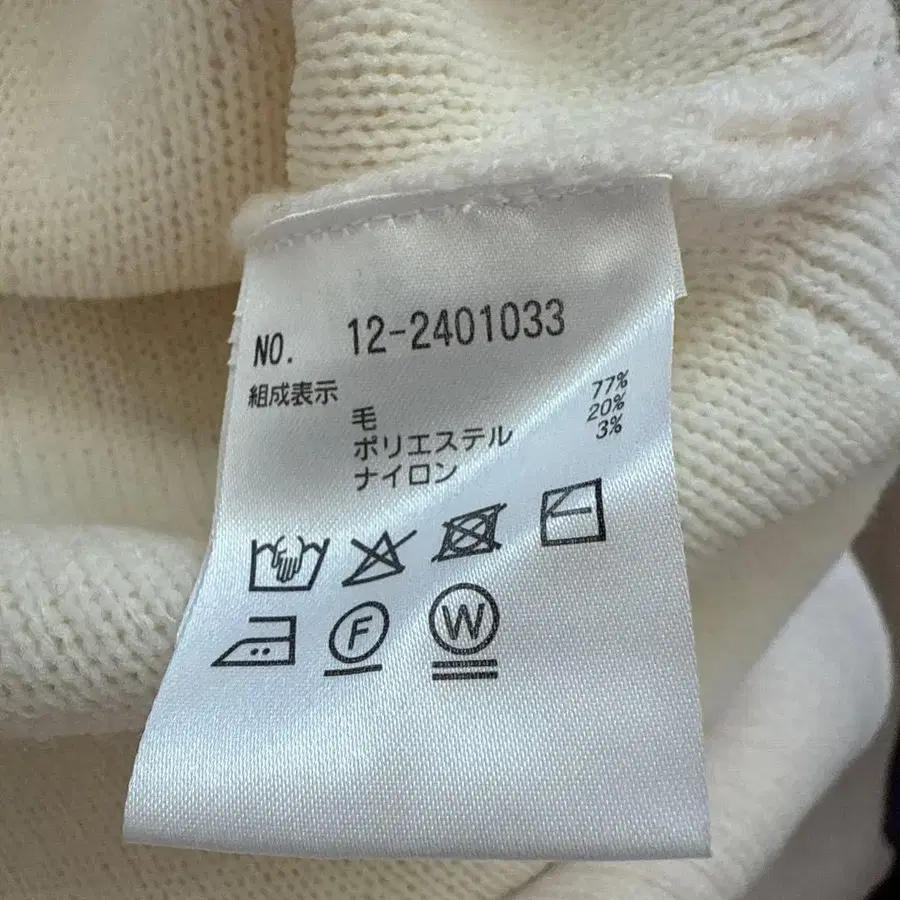 NO. 12-2401033
組成表示
毛 77%
ポリエステル 20%
ナイロン 3%
F W